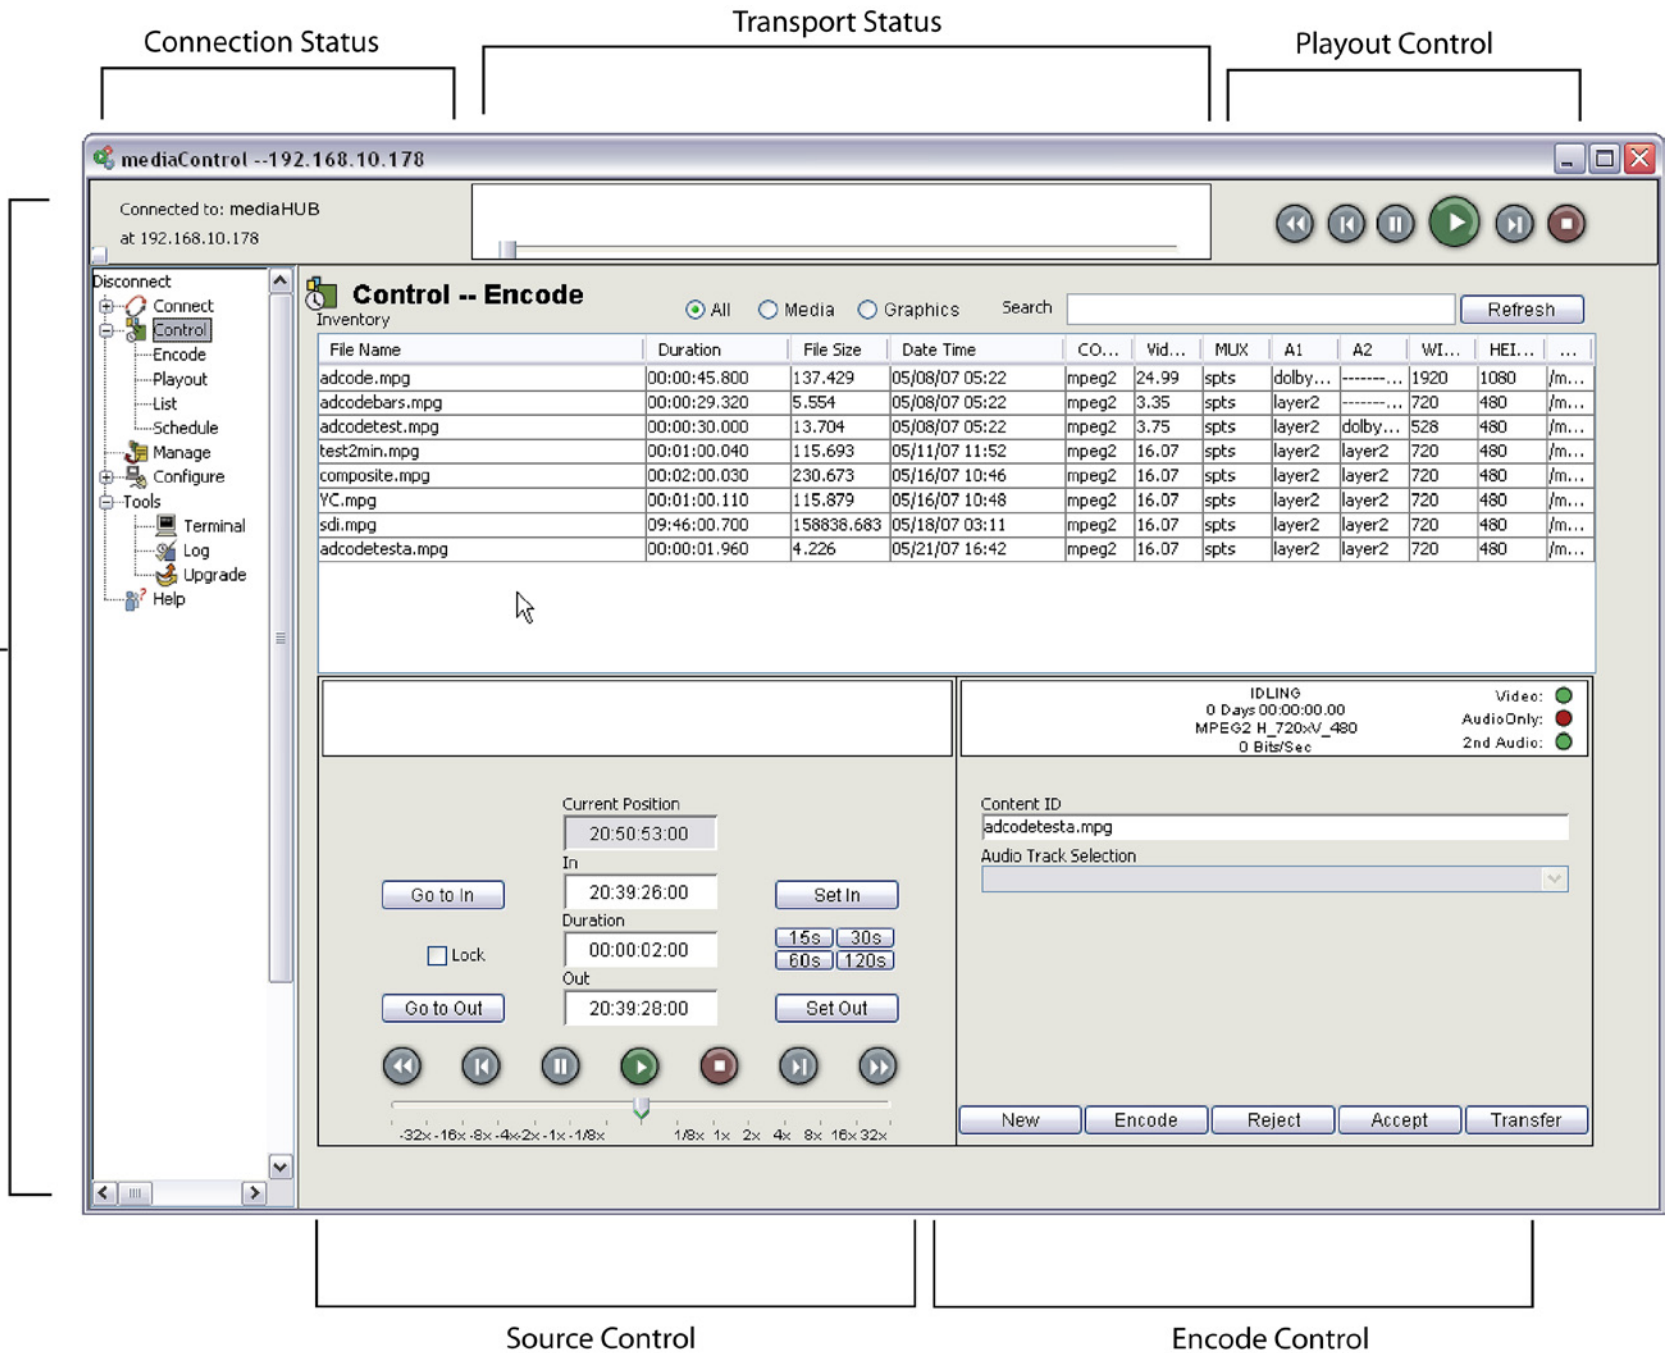 Transport Status
Connection Status
Playout Control
mediaControl --192.168.10.178
Connected to: mediaHUB
at 192.168.10.178
Disconnect
Connect
Control
Encode
Playout
List
Schedule
Manage
Configure
Tools
Terminal
Log
Upgrade
Help
Control -- Encode
Inventory
All Media Graphics Search Refresh
File Name Duration File Size Date Time CO... Vid... MUX A1 A2 WI... HEI... ...
adcode.mpg 00:00:45.800 137.429 05/08/07 05:22 mpeg2 24.99 spts dolby... -------... 1920 1080 /m...
adcodebars.mpg 00:00:29.320 5.554 05/08/07 05:22 mpeg2 3.35 spts layer2 -------... 720 480 /m...
adcodetest.mpg 00:00:30.000 13.704 05/08/07 05:22 mpeg2 3.75 spts layer2 dolby... 528 480 /m...
test2min.mpg 00:01:00.040 115.693 05/11/07 11:52 mpeg2 16.07 spts layer2 layer2 720 480 /m...
composite.mpg 00:02:00.030 230.673 05/16/07 10:46 mpeg2 16.07 spts layer2 layer2 720 480 /m...
YC.mpg 00:01:00.110 115.879 05/16/07 10:48 mpeg2 16.07 spts layer2 layer2 720 480 /m...
sdi.mpg 09:46:00.700 158838.683 05/18/07 03:11 mpeg2 16.07 spts layer2 layer2 720 480 /m...
adcodetesta.mpg 00:00:01.960 4.226 05/21/07 16:42 mpeg2 16.07 spts layer2 layer2 720 480 /m...
Current Position
20:50:53:00
In
Go to In 20:39:26:00 Set In
Duration
15s 30s
Lock 00:00:02:00
60s 120s
Out
Go to Out 20:39:28:00 Set Out
-32x -16x -8x -4x-2x -1x -1/8x 1/8x 1x 2x 4x 8x 16x 32x
IDLING
0 Days 00:00:00.00
MPEG2 H_720xV_480
0 Bits/Sec
Video:
AudioOnly:
2nd Audio:
Content ID
adcodetesta.mpg
Audio Track Selection
New Encode Reject Accept Transfer
Source Control
Encode Control